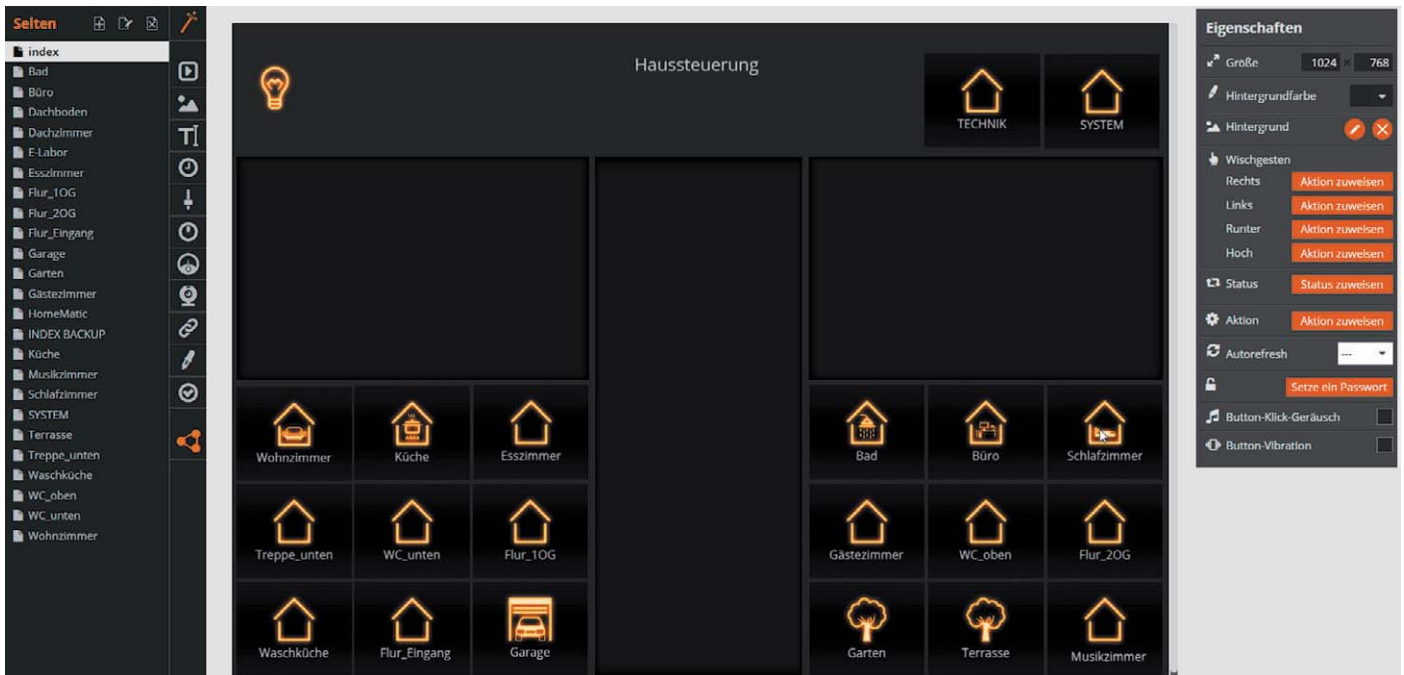 Seiten
index
Bad
Büro
Dachboden
Dachzimmer
E-Labor
Esszimmer
Flur_1OG
Flur_2OG
Flur_Eingang
Garage
Garten
Gästezimmer
HomeMatic
INDEX BACKUP
Küche
Musikzimmer
Schlafzimmer
SYSTEM
Terrasse
Treppe_unten
Waschküche
WC_oben
WC_unten
Wohnzimmer
Haussteuerung
TECHNIK SYSTEM
Wohnzimmer Küche Esszimmer
Treppe_unten WC_unten Flur_1OG
Waschküche Flur_Eingang Garage
Bad Büro Schlafzimmer
Gästezimmer WC_oben Flur_2OG
Garten Terrasse Musikzimmer
Eigenschaften
Größe 1024 × 768
Hintergrundfarbe
Hintergrund
Wischgesten
Rechts Aktion zuweisen
Links Aktion zuweisen
Runter Aktion zuweisen
Hoch Aktion zuweisen
Status Status zuweisen
Aktion Aktion zuweisen
Autorefresh ---
Setze ein Passwort
Button-Klick-Geräusch
Button-Vibration